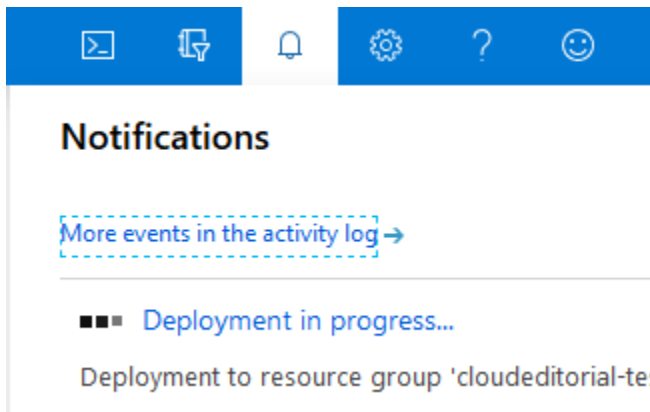 Notifications
More events in the activity log →
Deployment in progress...
Deployment to resource group 'cloudeditorial-te